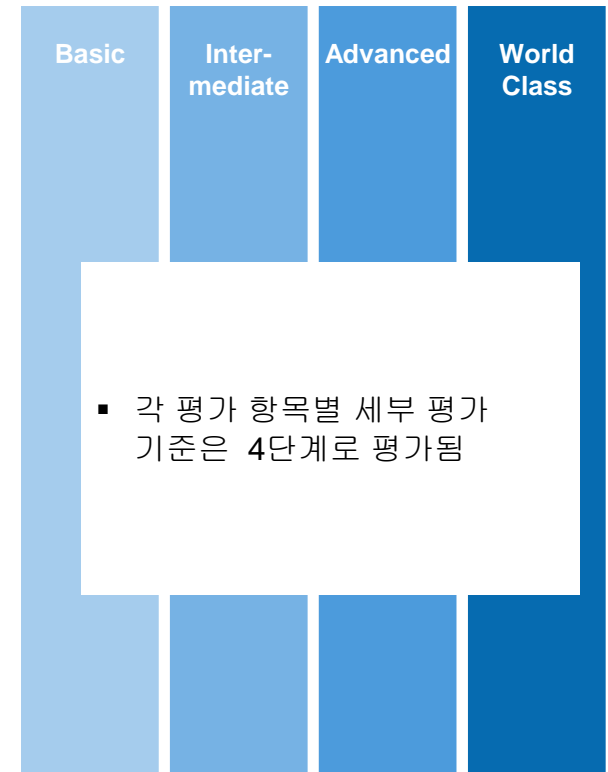 Basic
Inter-
mediate
Advanced
World
Class
▪ 각 평가 항목별 세부 평가
기준은 4단계로 평가됨